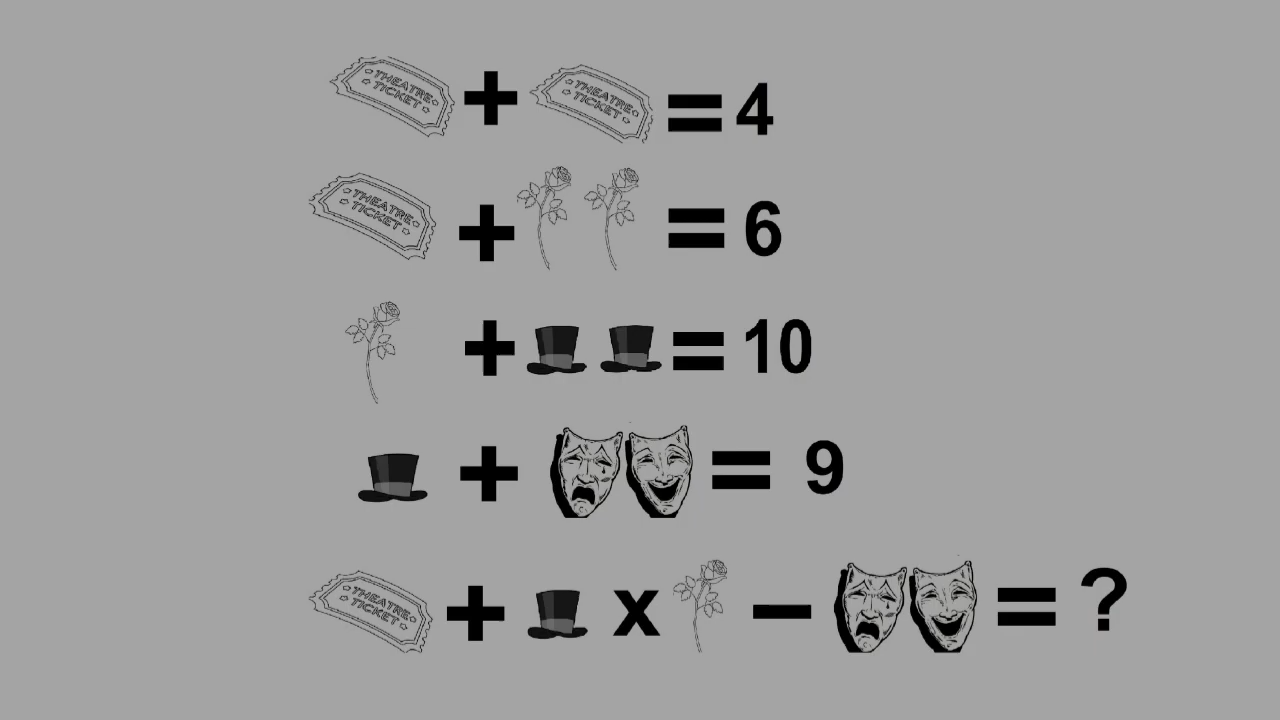 THEATRE TICKET + THEATRE TICKET = 4
THEATRE TICKET + = 6
+ = 10
+ = 9
THEATRE TICKET + x - = ?